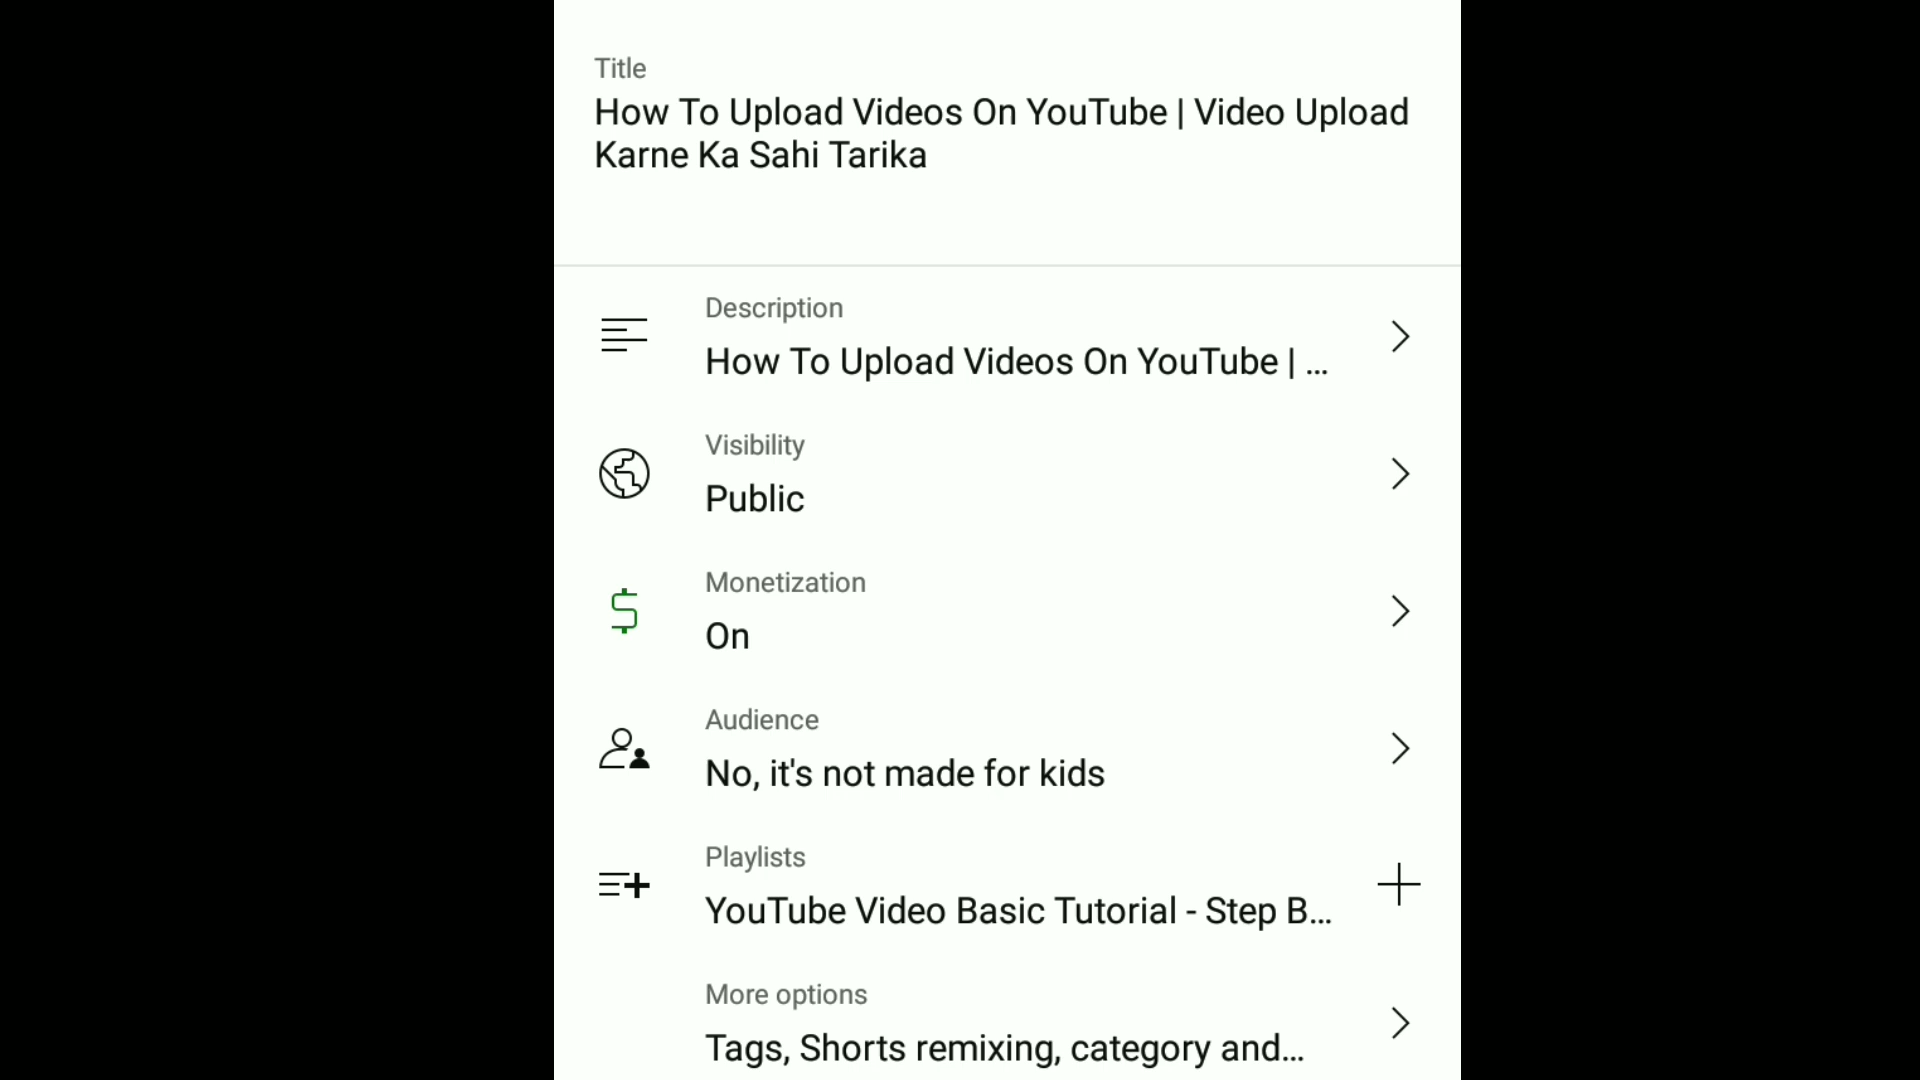 Title
How To Upload Videos On YouTube | Video Upload
Karne Ka Sahi Tarika
Description
How To Upload Videos On YouTube | ...
Visibility
Public
Monetization
On
Audience
No, it's not made for kids
Playlists
YouTube Video Basic Tutorial - Step B...
More options
Tags, Shorts remixing, category and...